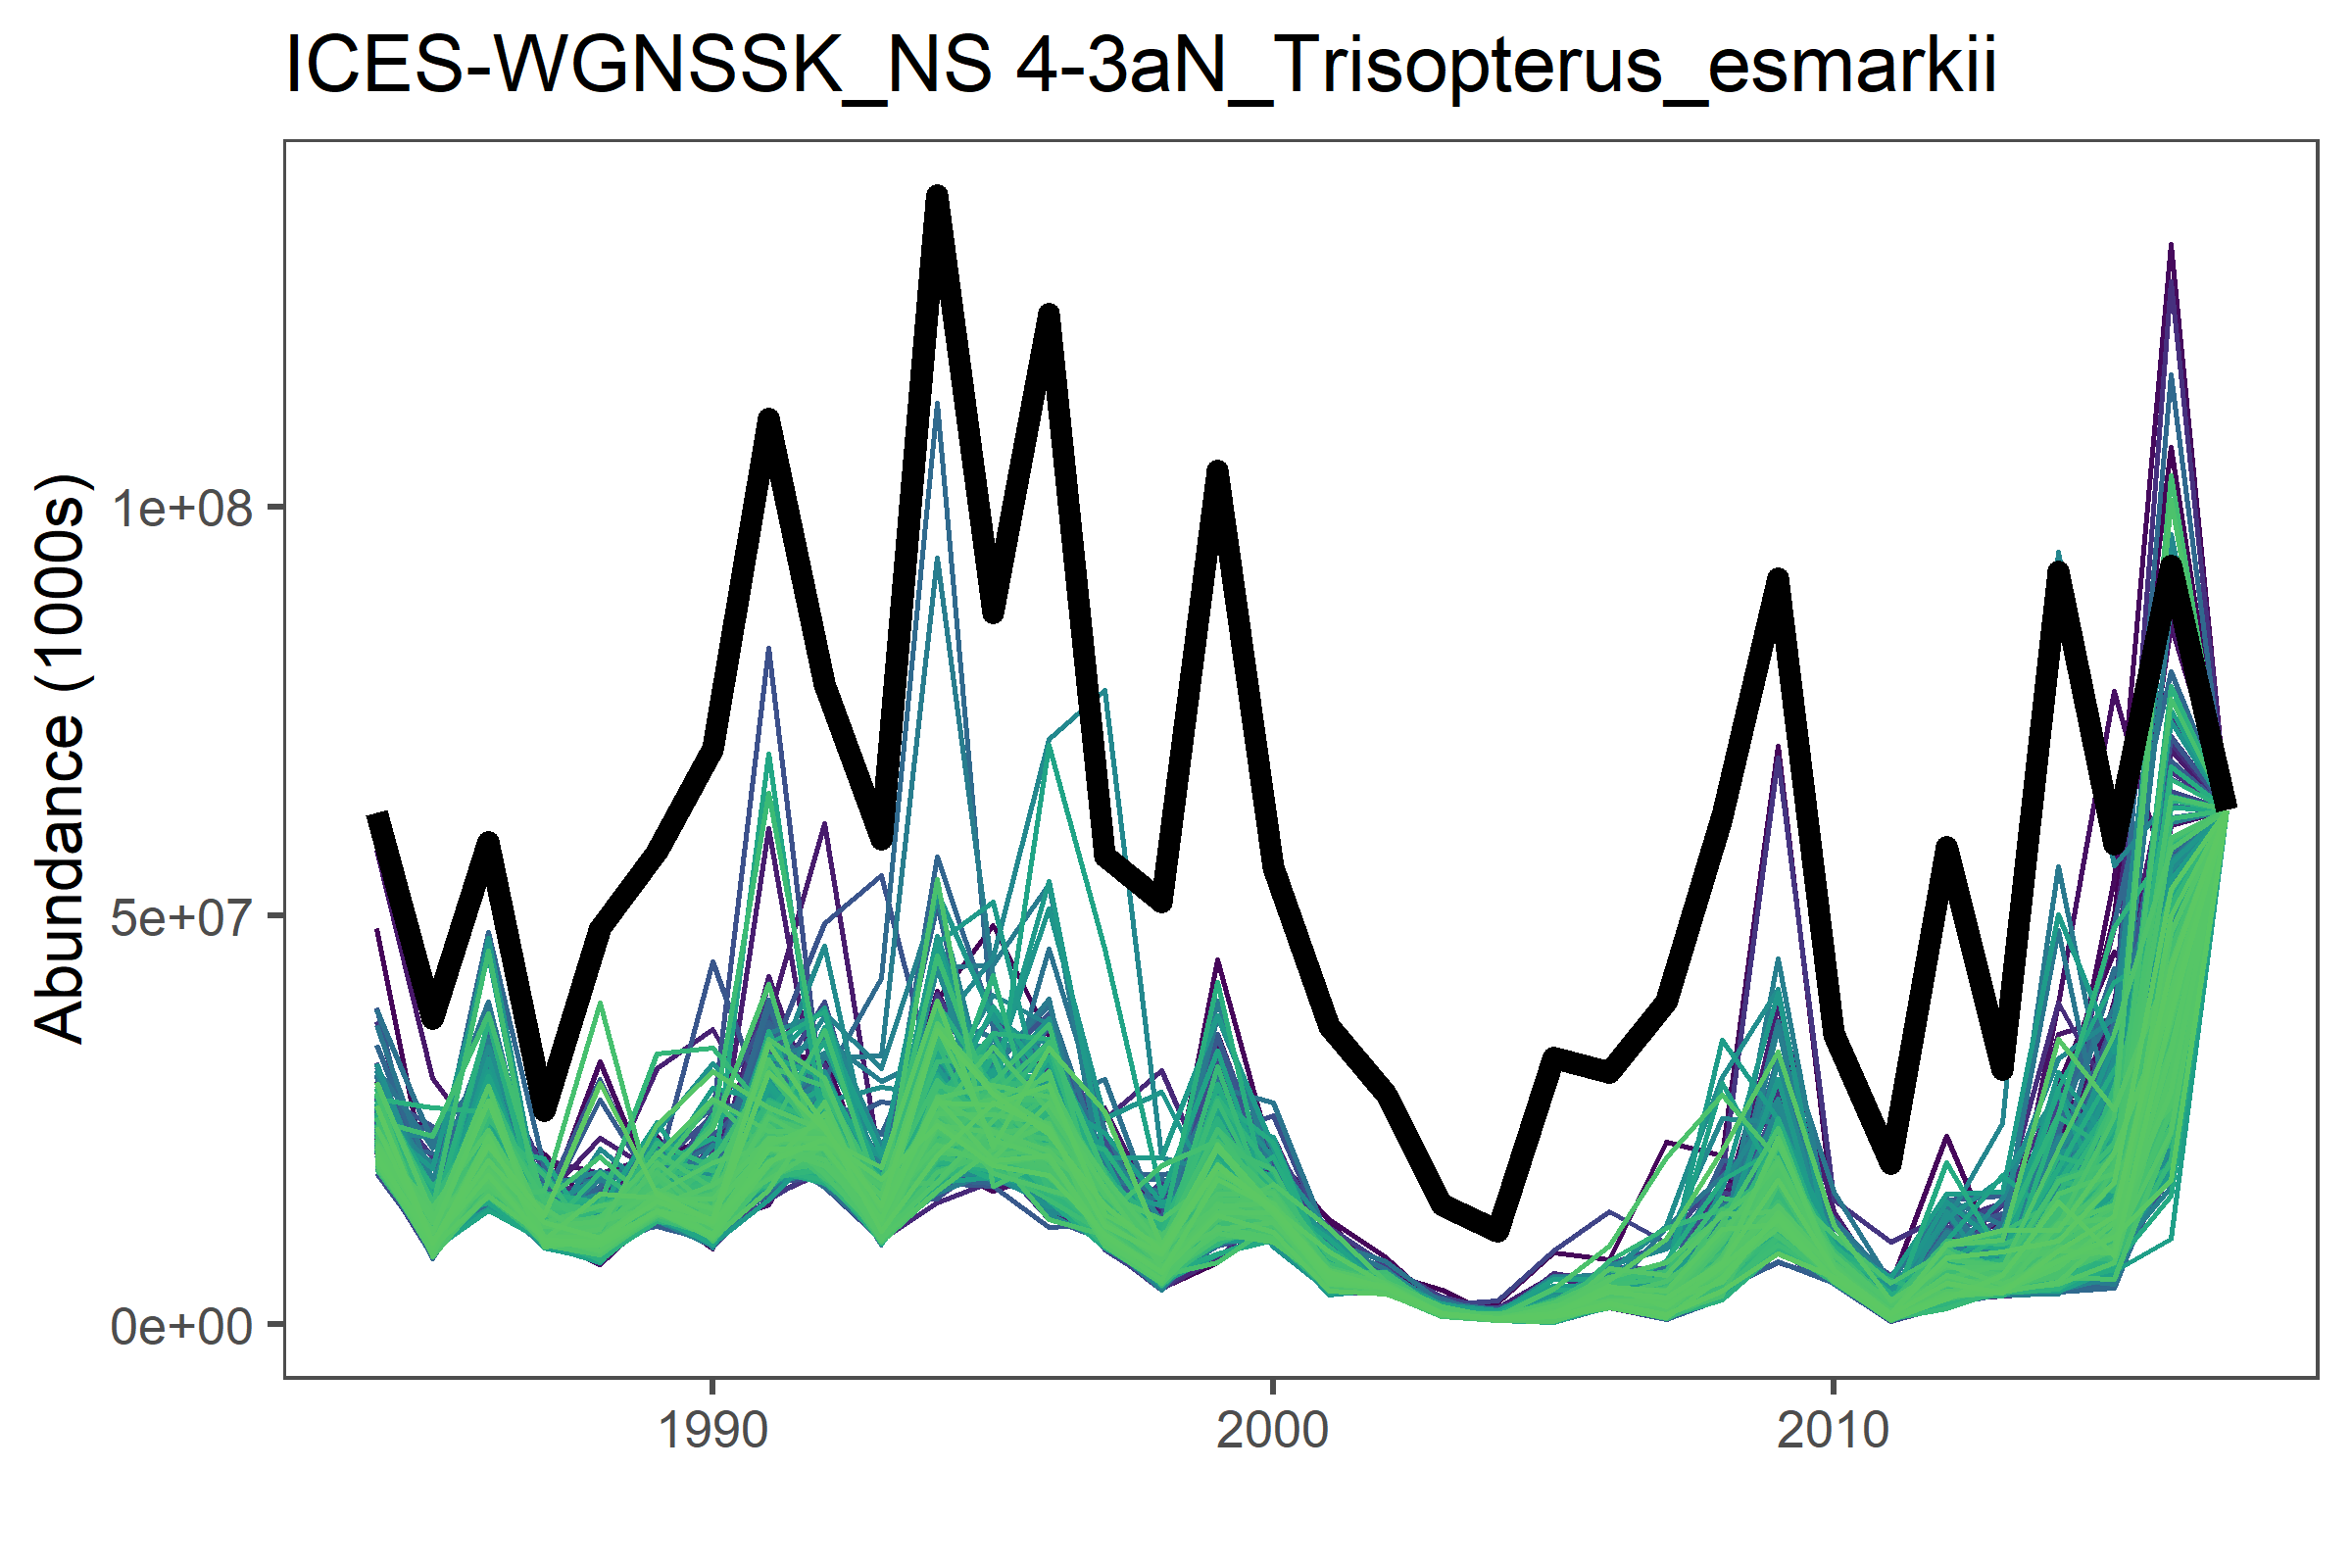 ICES-WGNSSK_NS 4-3aN_Trisopterus_esmarkii
Abundance (1000s)
1e+08
5e+07
0e+00
1990
2000
2010